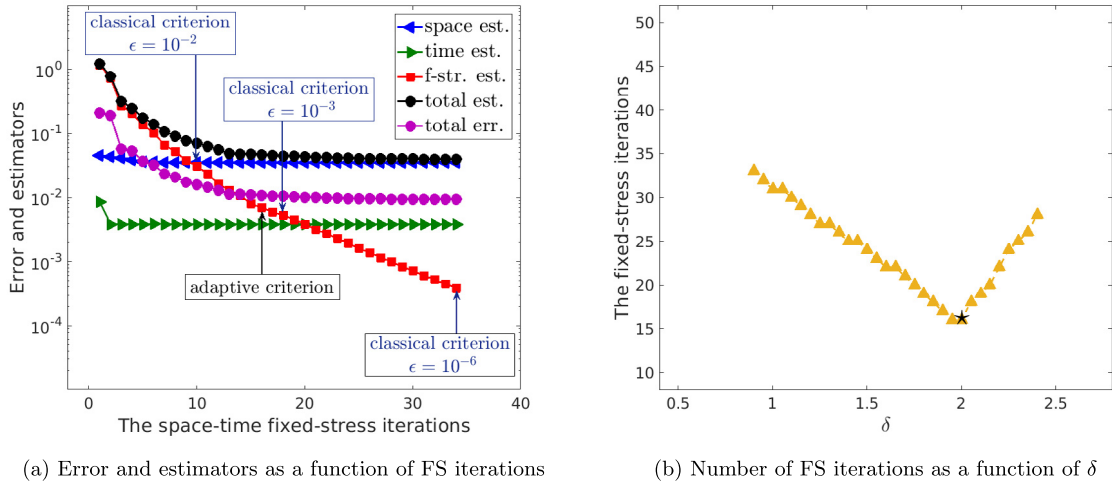 classical criterion
ϵ = 10^{-2}
classical criterion
ϵ = 10^{-3}
space est.
time est.
f-str. est.
total est.
total err.
adaptive criterion
classical criterion
ϵ = 10^{-6}
Error and estimators
10^{0}
10^{-1}
10^{-2}
10^{-3}
10^{-4}
0 10 20 30 40
The space-time fixed-stress iterations
(a) Error and estimators as a function of FS iterations
The fixed-stress iterations
50
45
40
35
30
25
20
15
10
0.5 1 1.5 2 2.5
δ
(b) Number of FS iterations as a function of δ